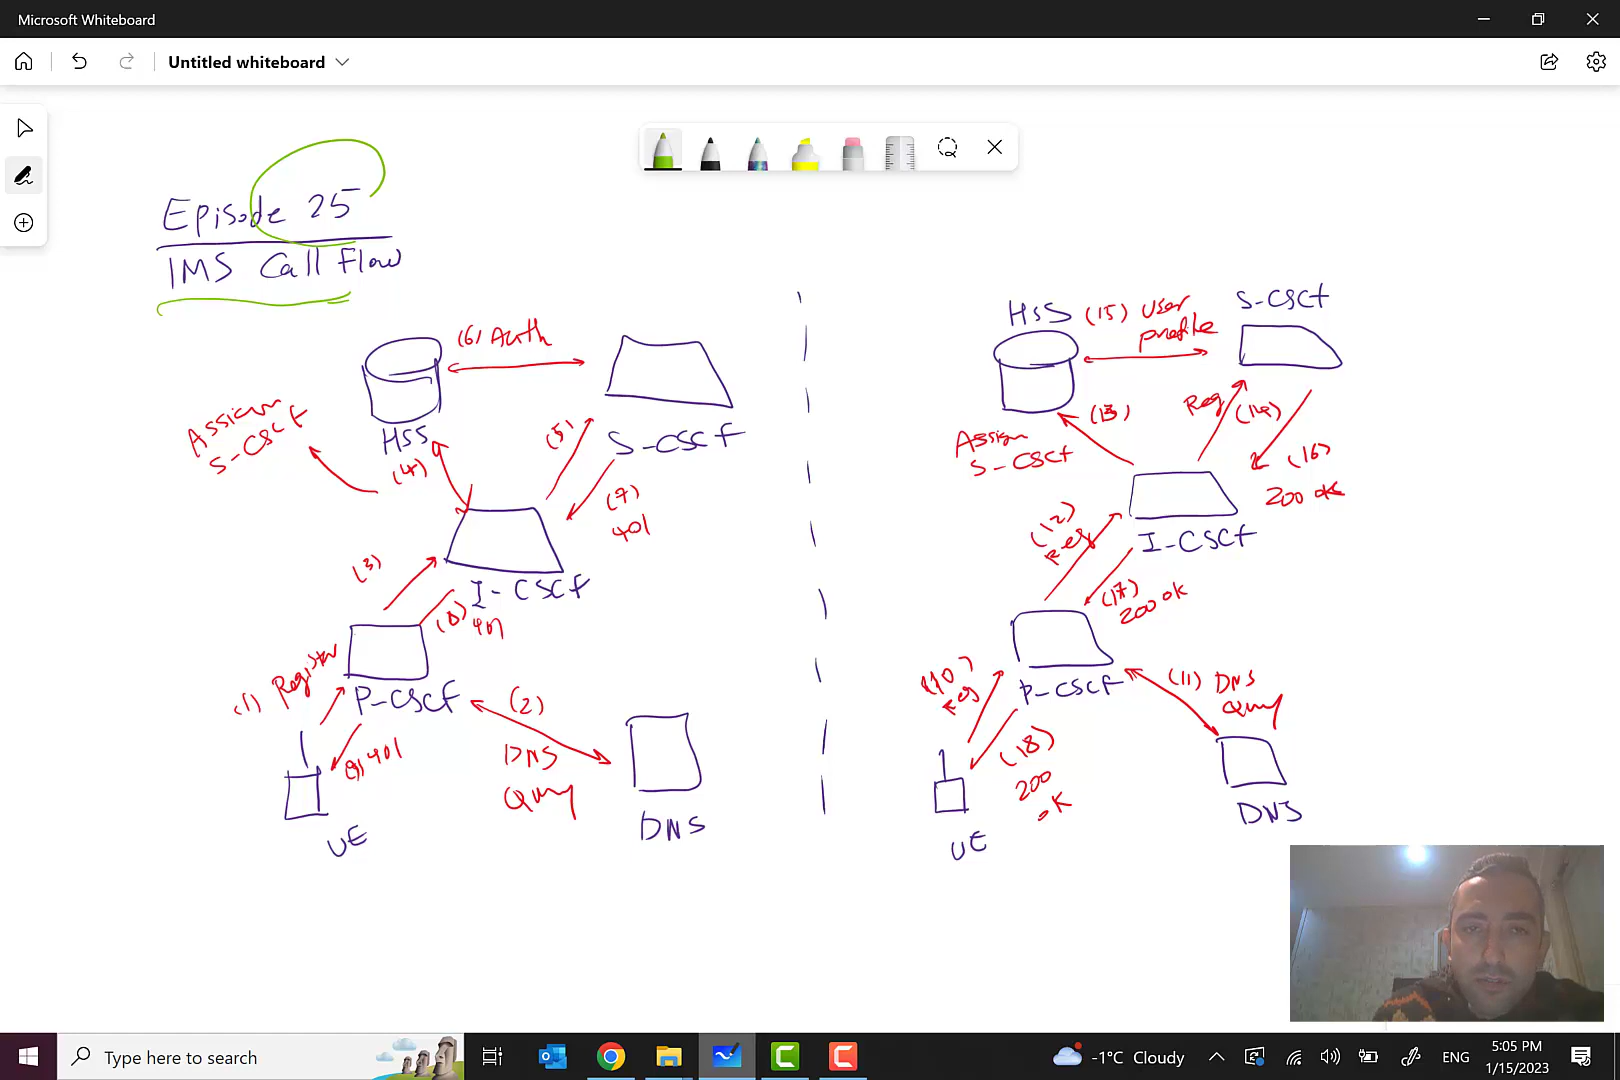 Microsoft Whiteboard
Untitled whiteboard
Episode 25
IMS Call Flow
(6) Auth
Assign
S-CSCF
HSS
(4)
(5)
S-CSCF
(7)
401
(3)
I-CSCF
(8)
401
(1) Register
P-CSCF
(2)
DNS
Query
(9) 401
UE
DNS
HSS
(15) User
profile
S-CSCF
Reg (14)
(13)
Assign
S-CSCF
(16)
200 OK
(12)
Reg
I-CSCF
(17)
200 OK
(10)
Reg
P-CSCF
(11) DNS
Query
(18)
200
OK
UE
DNS
Type here to search
-1°C Cloudy
ENG
5:05 PM
1/15/2023